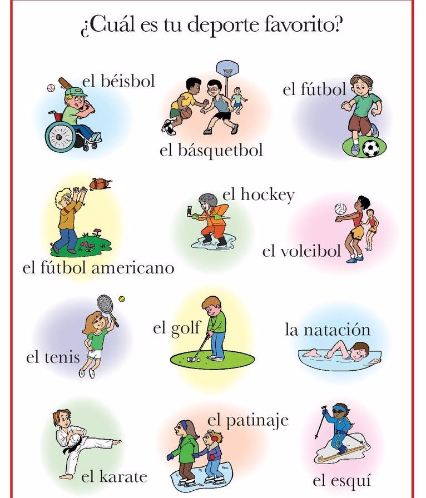 ¿Cuál es tu deporte favorito?
el béisbol
el básquetbol
el fútbol
el fútbol americano
el hockey
el voleibol
el tenis
el golf
la natación
el karate
el patinaje
el esquí